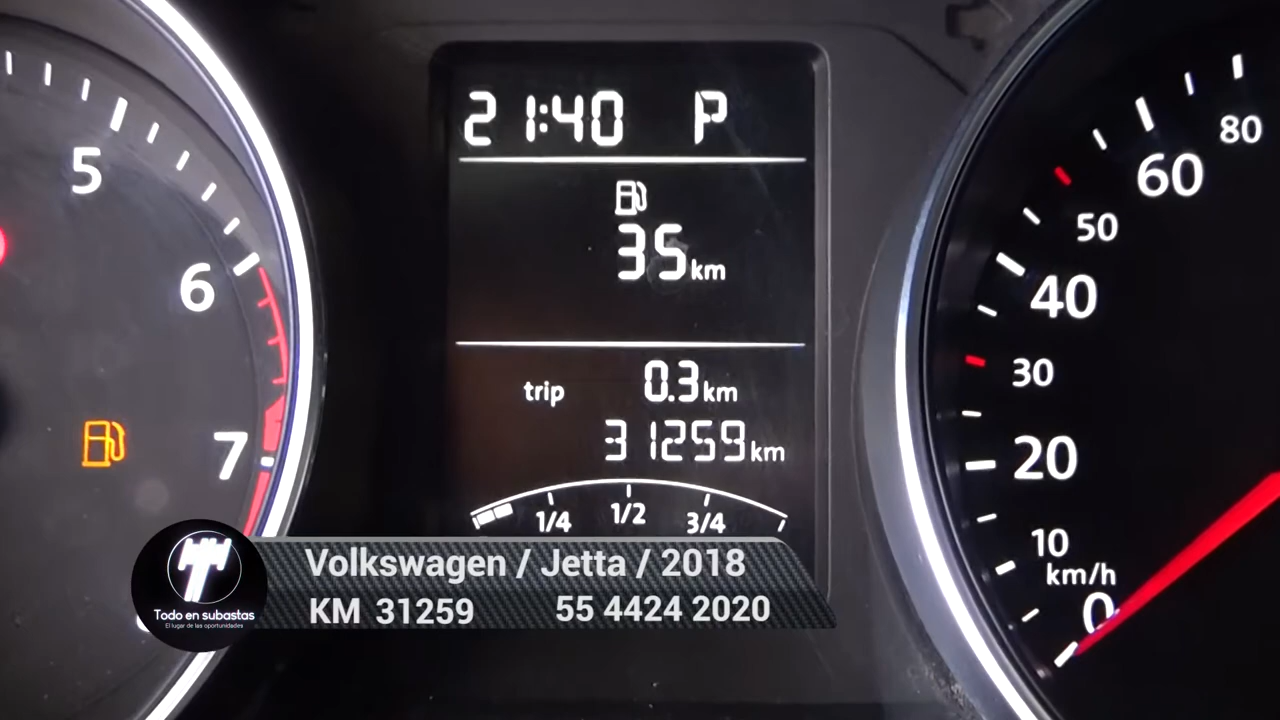 21:40 P
35 km
trip 0.3 km
31259 km
1/4 1/2 3/4
5
6
7
80
60
50
40
30
20
10
km/h
0
Volkswagen / Jetta / 2018
KM 31259 55 4424 2020
Todo en subastas
El lugar de las oportunidades